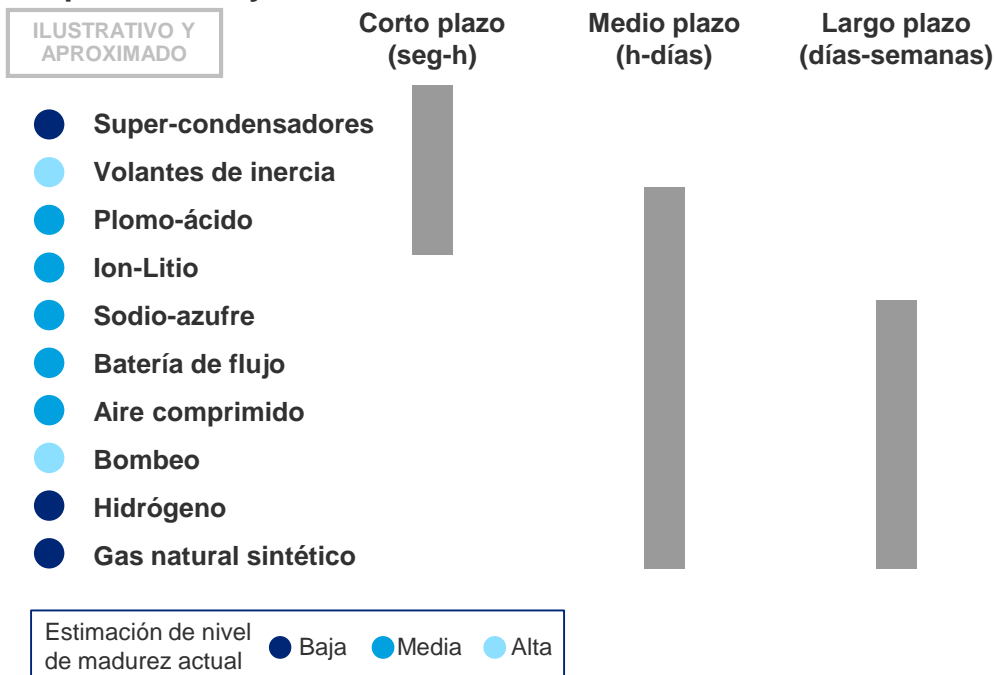 ILUSTRATIVO Y
APROXIMADO
Corto plazo
(seg-h)
Medio plazo
(h-días)
Largo plazo
(días-semanas)
Super-condensadores
Volantes de inercia
Plomo-ácido
Ion-Litio
Sodio-azufre
Batería de flujo
Aire comprimido
Bombeo
Hidrógeno
Gas natural sintético
Estimación de nivel
de madurez actual
Baja
Media
Alta